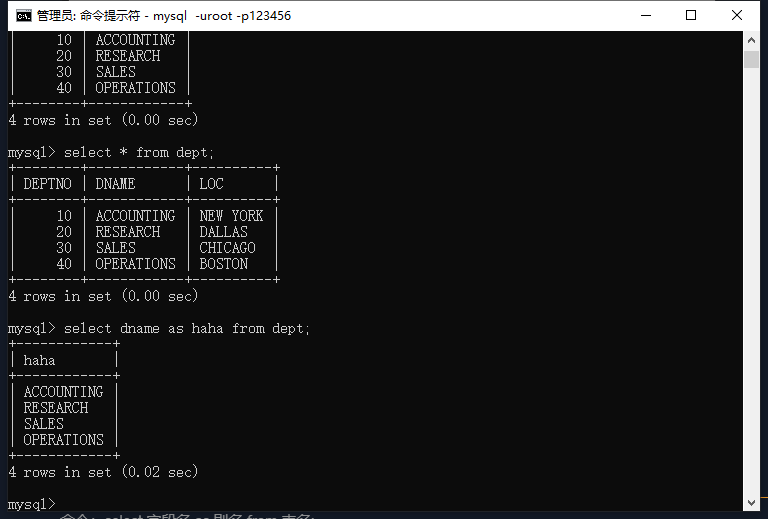 管理员: 命令提示符 - mysql  -uroot -p123456
|     10 | ACCOUNTING |
|     20 | RESEARCH   |
|     30 | SALES      |
|     40 | OPERATIONS |
+--------+------------+
4 rows in set (0.00 sec)
mysql> select * from dept;
+--------+------------+----------+
| DEPTNO | DNAME      | LOC      |
+--------+------------+----------+
|     10 | ACCOUNTING | NEW YORK |
|     20 | RESEARCH   | DALLAS   |
|     30 | SALES      | CHICAGO  |
|     40 | OPERATIONS | BOSTON   |
+--------+------------+----------+
4 rows in set (0.00 sec)
mysql> select dname as haha from dept;
+------------+
| haha       |
+------------+
| ACCOUNTING |
| RESEARCH   |
| SALES      |
| OPERATIONS |
+------------+
4 rows in set (0.02 sec)
mysql>